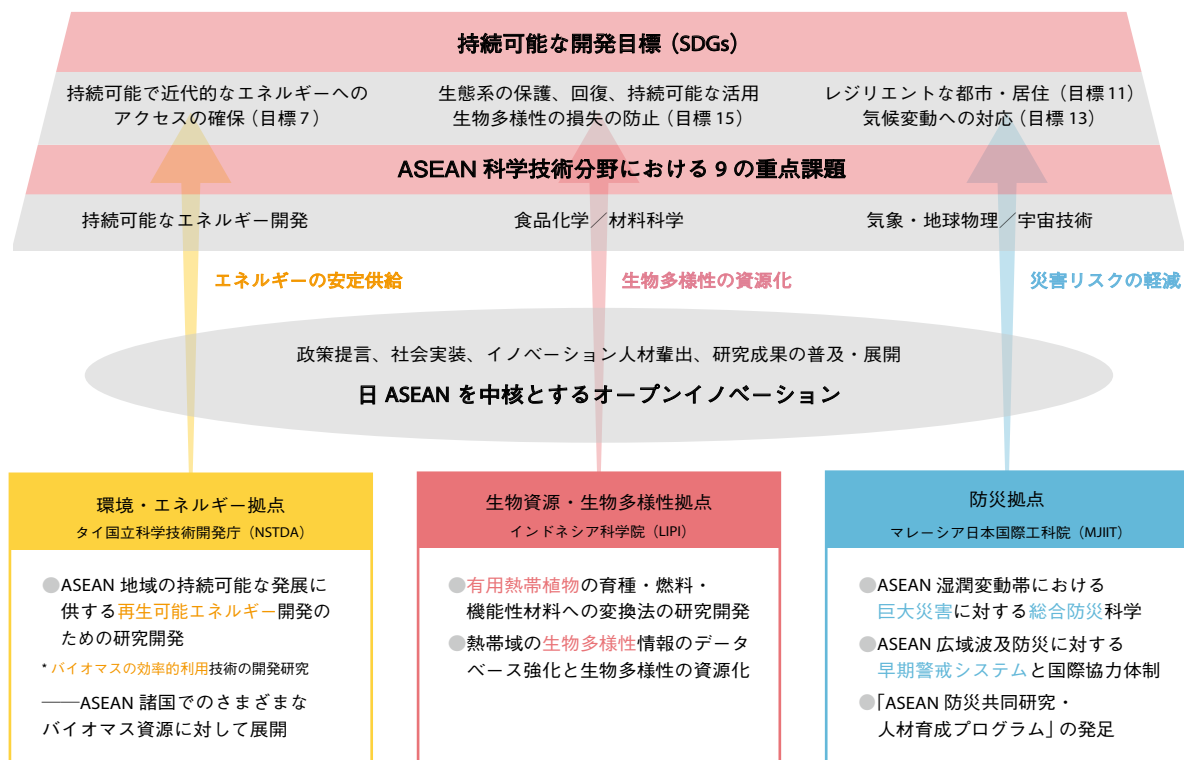 持続可能な開発目標（SDGs）
持続可能で近代的なエネルギーへの
アクセスの確保（目標 7 ）
生態系の保護、回復、持続可能な活用
生物多様性の損失の防止（目標 15）
レジリエントな都市・居住（目標 11）
気候変動への対応（目標 13）
ASEAN 科学技術分野における 9 の重点課題
持続可能なエネルギー開発
食品化学／材料科学
気象・地球物理／宇宙技術
エネルギーの安定供給
生物多様性の資源化
災害リスクの軽減
政策提言、社会実装、イノベーション人材輩出、研究成果の普及・展開
日 ASEAN を中核とするオープンイノベーション
環境・エネルギー拠点
タイ国立科学技術開発庁（NSTDA）
●ASEAN 地域の持続可能な発展に
供する再生可能エネルギー開発の
ための研究開発
* バイオマスの効率的利用技術の開発研究
──ASEAN 諸国でのさまざまな
バイオマス資源に対して展開
生物資源・生物多様性拠点
インドネシア科学院（LIPI）
●有用熱帯植物の育種・燃料・
機能性材料への変換法の研究開発
●熱帯域の生物多様性情報のデータ
ベース強化と生物多様性の資源化
防災拠点
マレーシア日本国際工科院（MJIIT）
●ASEAN 湿潤変動帯における
巨大災害に対する総合防災科学
●ASEAN 広域波及防災に対する
早期警戒システムと国際協力体制
●「ASEAN 防災共同研究・
人材育成プログラム」の発足